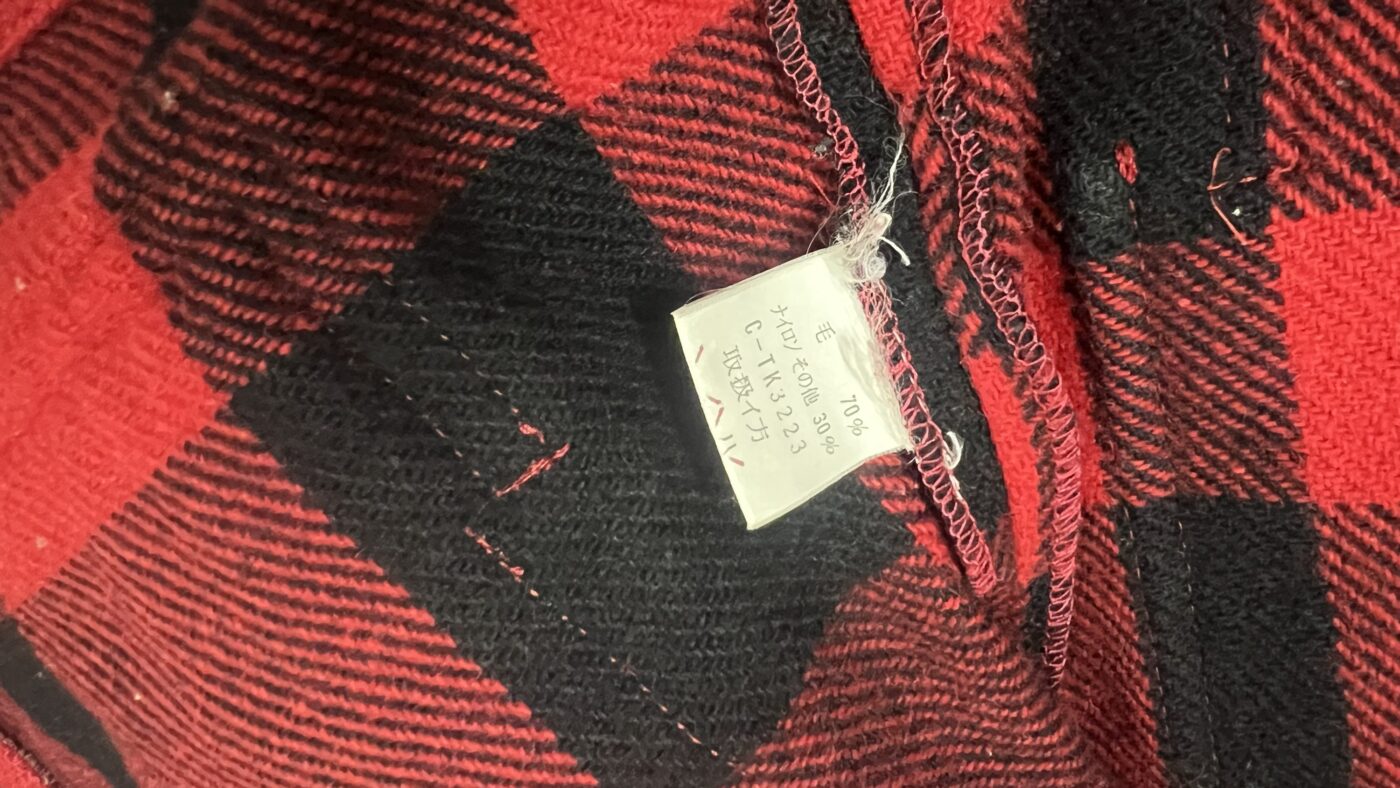 毛 70%
ナイロンその他 30%
C-TK3223
取扱イ方